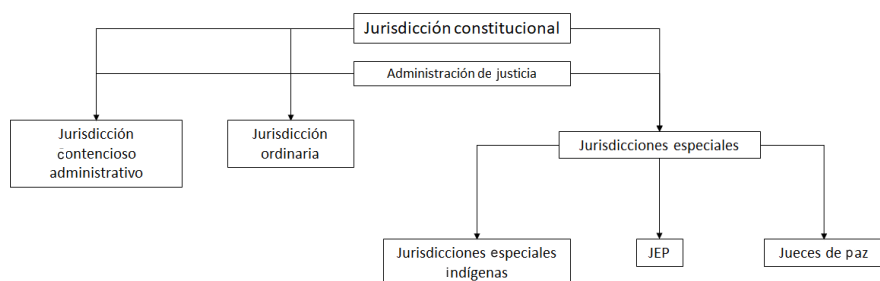 Jurisdicción constitucional
Administración de justicia
Jurisdicción
contencioso
administrativo
Jurisdicción
ordinaria
Jurisdicciones especiales
Jurisdicciones especiales
indígenas
JEP
Jueces de paz